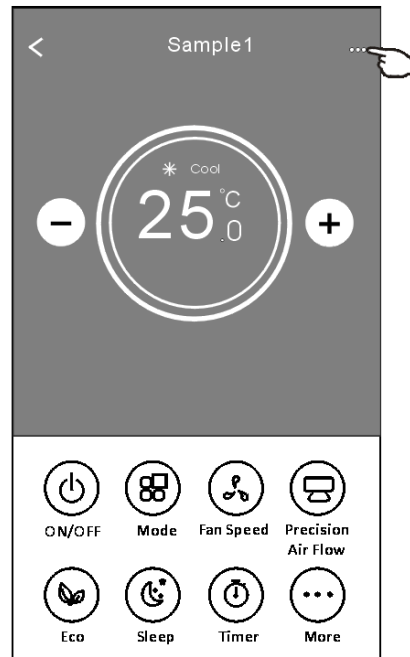 Sample1
Cool
25.0°C
ON/OFF Mode Fan Speed Precision Air Flow
Eco Sleep Timer More